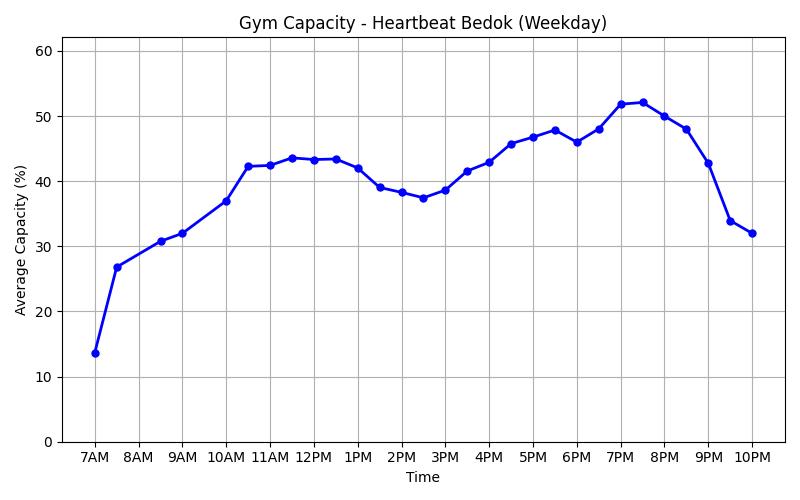 Gym Capacity - Heartbeat Bedok (Weekday)
Average Capacity (%)
60
50
40
30
20
10
0
7AM 8AM 9AM 10AM 11AM 12PM 1PM 2PM 3PM 4PM 5PM 6PM 7PM 8PM 9PM 10PM
Time